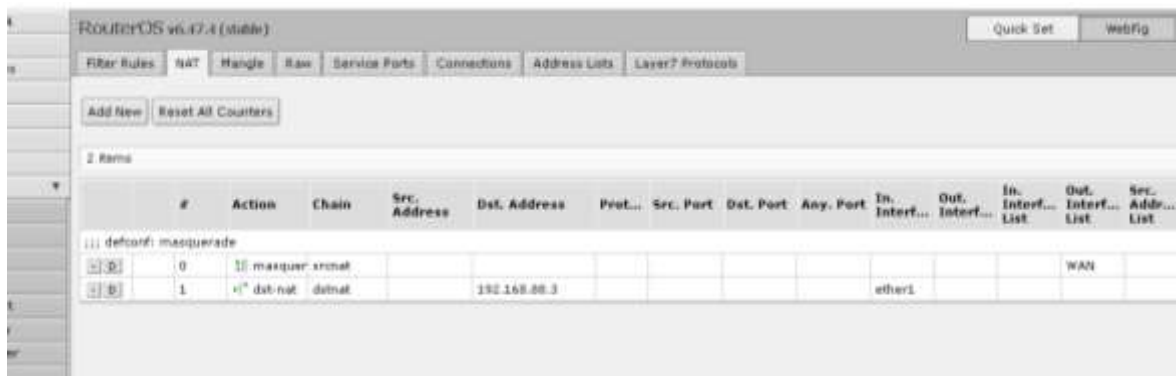 RouterOS v6.47.4 (stable)
Quick Set
WebFig
Filter Rules NAT Mangle Raw Service Ports Connections Address Lists Layer7 Protocols
Add New Reset All Counters
2 items
# Action Chain Src. Address Dst. Address Prot... Src. Port Dst. Port Any. Port In. Interf... Out. Interf... In. Interf... List Out. Interf... List Src. Addr... List
;;; defconf: masquerade
- D 0 masquer srcnat WAN
- D 1 dst-nat dstnat 192.168.88.3 ether1